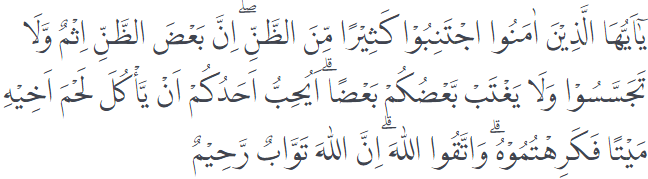 يٰٓاَيُّهَا الَّذِيْنَ اٰمَنُوا اجْتَنِبُوْا كَثِيْرًا مِّنَ الظَّنِّۖ اِنَّ بَعْضَ الظَّنِّ اِثْمٌ وَّلَا
تَجَسَّسُوْا وَلَا يَغْتَبْ بَّعْضُكُمْ بَعْضًاۗ اَيُحِبُّ اَحَدُكُمْ اَنْ يَّأْكُلَ لَحْمَ اَخِيْهِ
مَيْتًا فَكَرِهْتُمُوْهُۗ وَاتَّقُوا اللّٰهَۗ اِنَّ اللّٰهَ تَوَّابٌ رَّحِيْمٌ